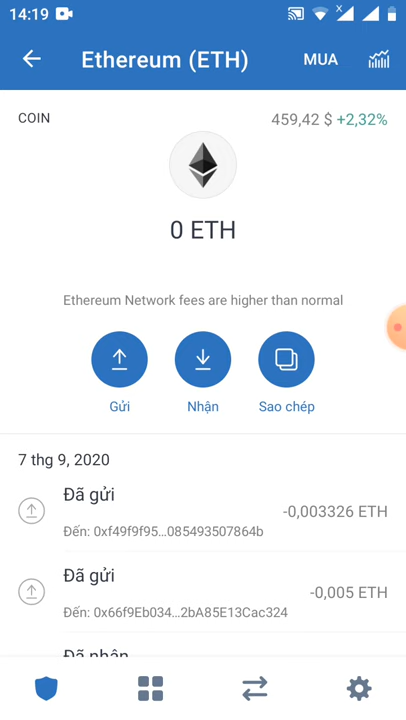 14:19
Ethereum (ETH)
MUA
COIN
459,42 $ +2,32%
0 ETH
Ethereum Network fees are higher than normal
Gửi
Nhận
Sao chép
7 thg 9, 2020
Đã gửi
-0,003326 ETH
Đến: 0xf49f9f95...085493507864b
Đã gửi
-0,005 ETH
Đến: 0x66f9Eb034...2bA85E13Cac324
Đã nhận